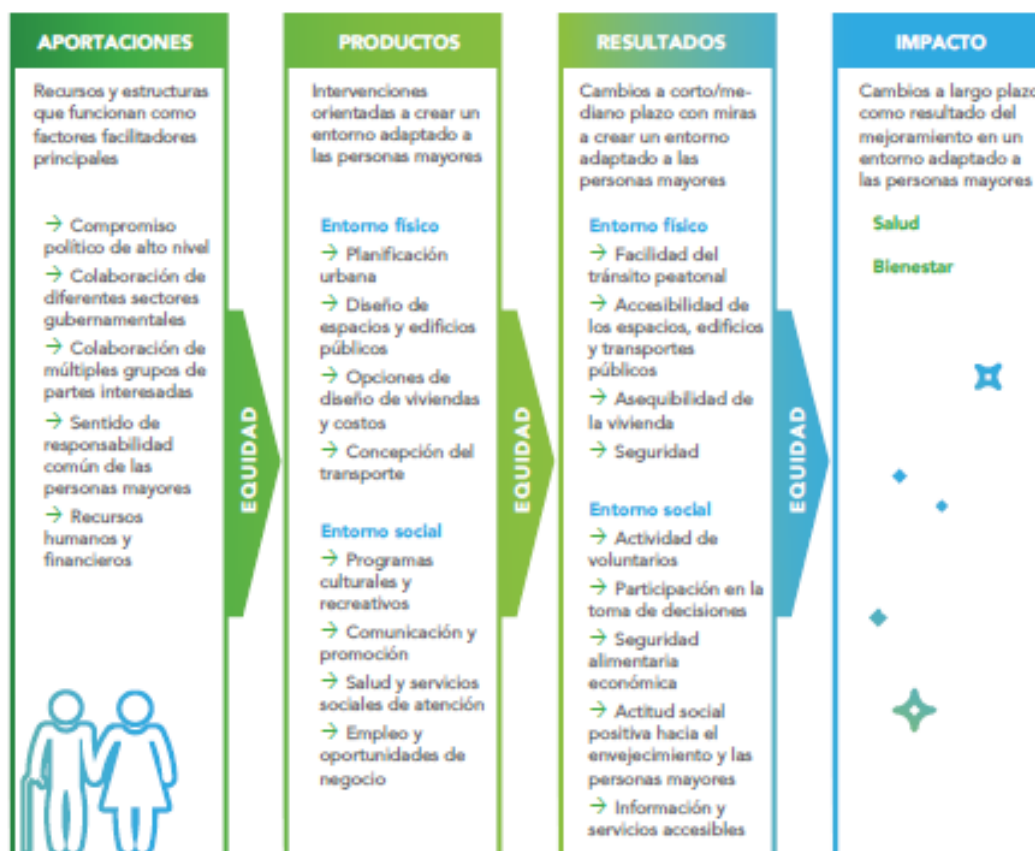 APORTACIONES
Recursos y estructuras
que funcionan como
factores facilitadores
principales
→ Compromiso
político de alto nivel
→ Colaboración de
diferentes sectores
gubernamentales
→ Colaboración de
múltiples grupos de
partes interesadas
→ Sentido de
responsabilidad
común de las
personas mayores
→ Recursos
humanos y
financieros
EQUIDAD
PRODUCTOS
Intervenciones
orientadas a crear un
entorno adaptado a
las personas mayores
Entorno físico
→ Planificación
urbana
→ Diseño de
espacios y edificios
públicos
→ Opciones de
diseño de viviendas
y costos
→ Concepción del
transporte
Entorno social
→ Programas
culturales y
recreativos
→ Comunicación y
promoción
→ Salud y servicios
sociales de atención
→ Empleo y
oportunidades de
negocio
EQUIDAD
RESULTADOS
Cambios a corto/me-
diano plazo con miras
a crear un entorno
adaptado a las
personas mayores
Entorno físico
→ Facilidad del
tránsito peatonal
→ Accesibilidad de
los espacios, edificios
y transportes
públicos
→ Asequibilidad de
la vivienda
→ Seguridad
Entorno social
→ Actividad de
voluntarios
→ Participación en la
toma de decisiones
→ Seguridad
alimentaria
económica
→ Actitud social
positiva hacia el
envejecimiento y las
personas mayores
→ Información y
servicios accesibles
EQUIDAD
IMPACTO
Cambios a largo plazo
como resultado del
mejoramiento en un
entorno adaptado a
las personas mayores
Salud
Bienestar